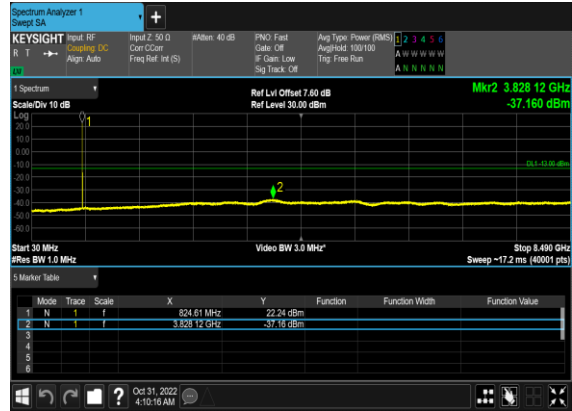 Spectrum Analyzer 1
Swept SA
+
KEYSIGHT
R T
Input: RF
Coupling: DC
Align: Auto
Input Z: 50 Ω
Corr CCorr
Freq Ref: Int (S)
#Atten: 40 dB
PNO: Fast
Gate: Off
IF Gain: Low
Sig Track: Off
Avg Type: Power (RMS)
Avg|Hold: 100/100
Trig: Free Run
1 2 3 4 5 6
A W W W W W
A N N N N N
1 Spectrum
Scale/Div 10 dB
Ref Lvl Offset 7.60 dB
Ref Level 30.00 dBm
Mkr2 3.828 12 GHz
-37.160 dBm
Log
20.0
10.0
0.00
-10.0
-20.0
-30.0
-40.0
-50.0
-60.0
1
2
DL1 -13.00 dBm
Start 30 MHz
#Res BW 1.0 MHz
Video BW 3.0 MHz*
Stop 8.490 GHz
Sweep ~17.2 ms (40001 pts)
5 Marker Table
Mode Trace Scale X Y Function Function Width Function Value
1 N 1 f 824.61 MHz 22.24 dBm
2 N 1 f 3.828 12 GHz -37.16 dBm
3
4
5
6
?
Oct 31, 2022
4:10:16 AM